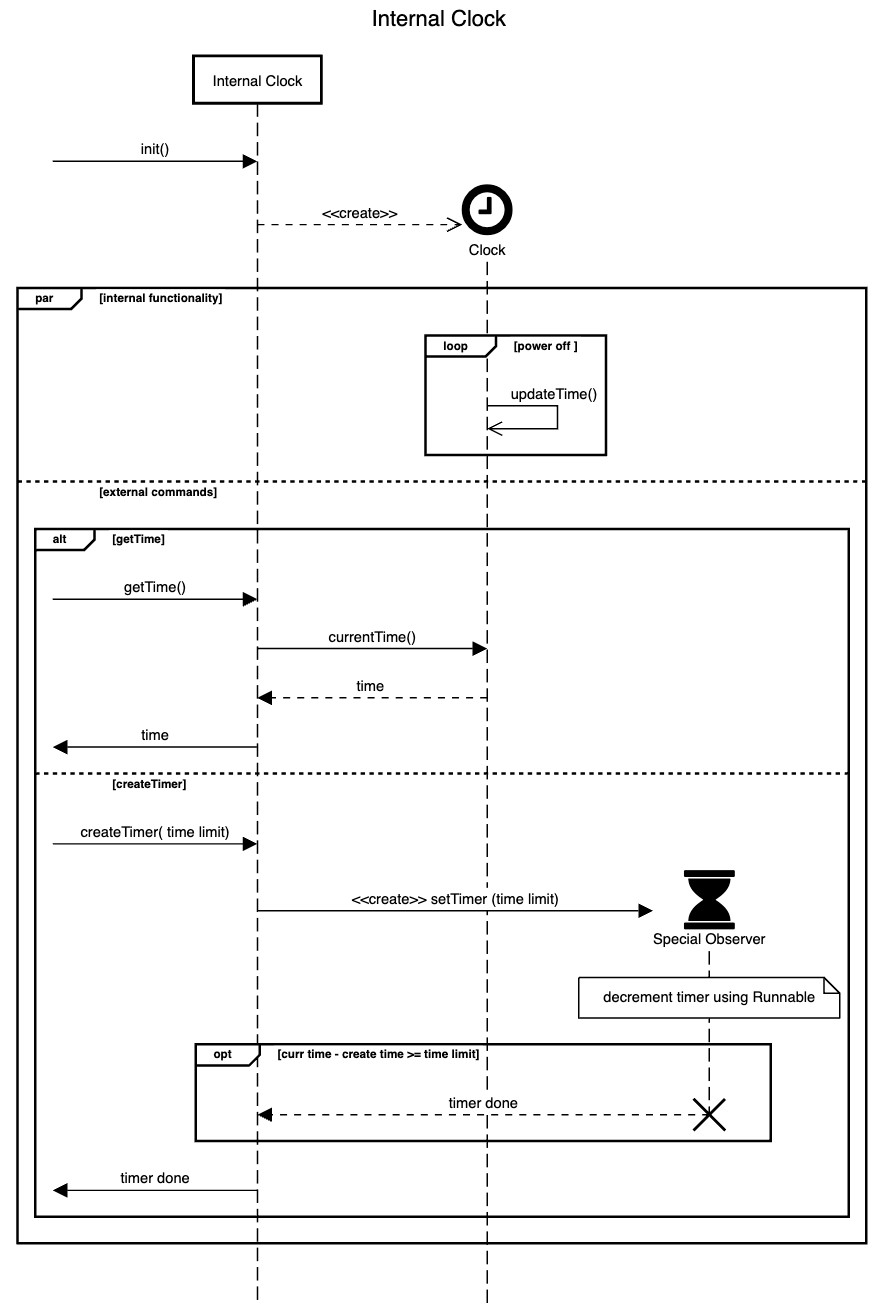 Internal Clock
Internal Clock
init()
<<create>>
Clock
par [internal functionality]
loop [power off ]
updateTime()
[external commands]
alt [getTime]
getTime()
currentTime()
time
time
[createTimer]
createTimer( time limit)
<<create>> setTimer (time limit)
Special Observer
decrement timer using Runnable
opt [curr time - create time >= time limit]
timer done
timer done